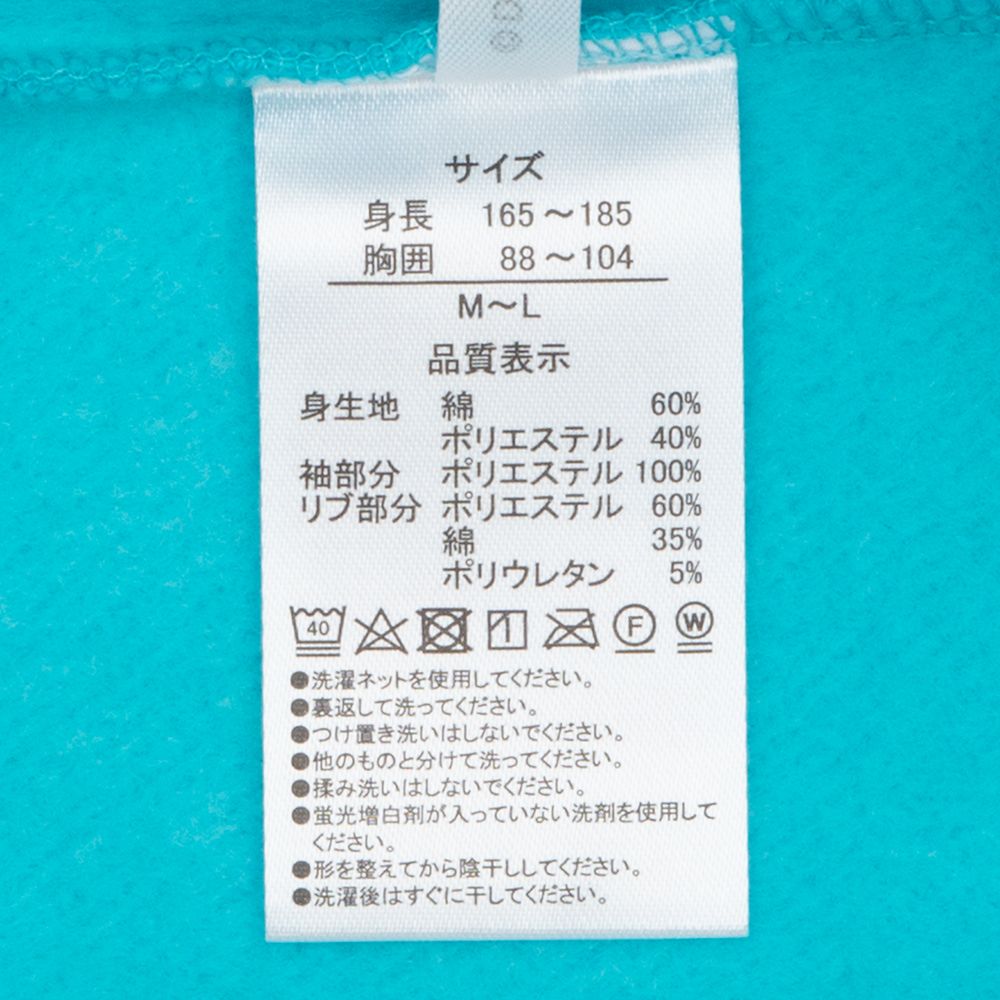 ©D
サイズ
身長 165～185
胸囲 88～104
M～L
品質表示
身生地 綿 60%
ポリエステル 40%
袖部分 ポリエステル 100%
リブ部分 ポリエステル 60%
綿 35%
ポリウレタン 5%
40 F W
●洗濯ネットを使用してください。
●裏返して洗ってください。
●つけ置き洗いはしないでください。
●他のものと分けて洗ってください。
●揉み洗いはしないでください。
●蛍光増白剤が入っていない洗剤を使用して
ください。
●形を整えてから陰干ししてください。
●洗濯後はすぐに干してください。